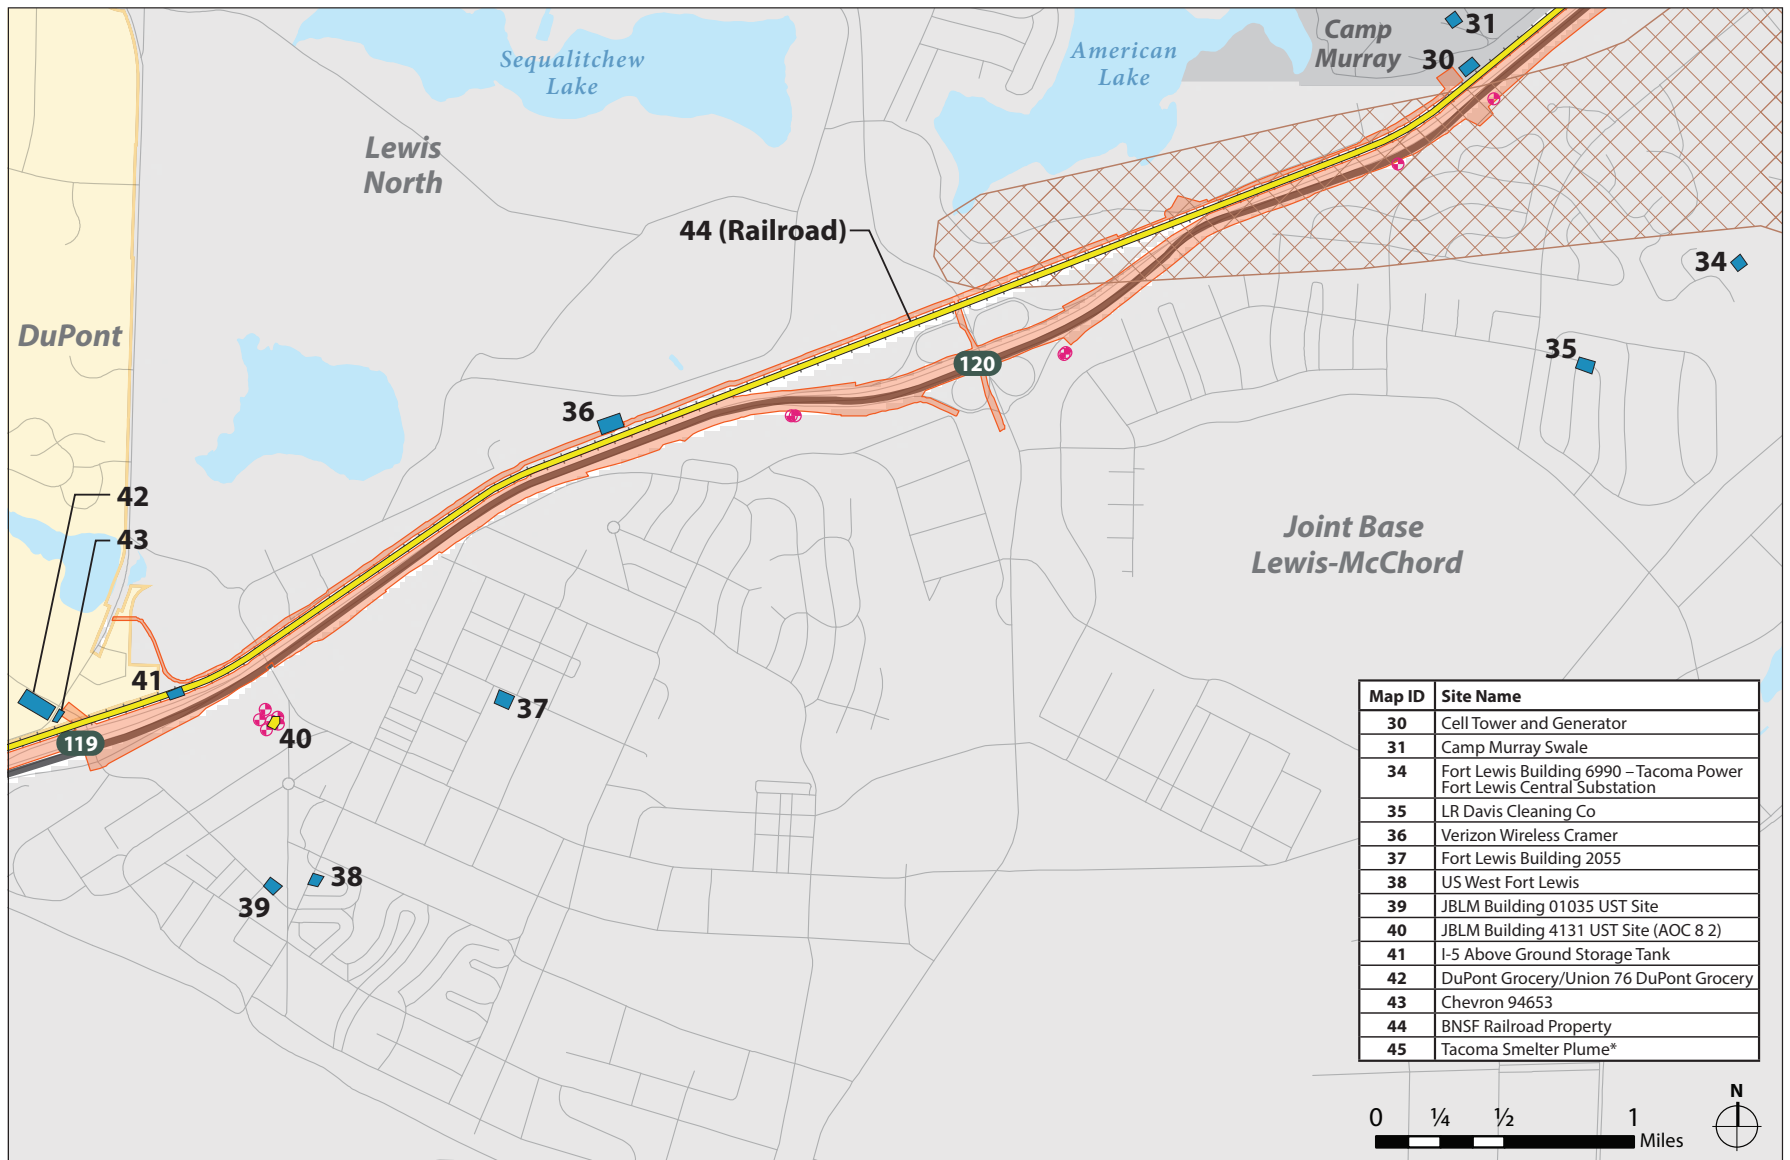 Camp
Murray
31
30
Sequalitchew
Lake
American
Lake
Lewis
North
44 (Railroad)
34
DuPont
35
120
36
42
43
Joint Base
Lewis-McChord
41
37
40
119
38
39
Map ID Site Name
30 Cell Tower and Generator
31 Camp Murray Swale
34 Fort Lewis Building 6990 – Tacoma Power
Fort Lewis Central Substation
35 LR Davis Cleaning Co
36 Verizon Wireless Cramer
37 Fort Lewis Building 2055
38 US West Fort Lewis
39 JBLM Building 01035 UST Site
40 JBLM Building 4131 UST Site (AOC 8 2)
41 I-5 Above Ground Storage Tank
42 DuPont Grocery/Union 76 DuPont Grocery
43 Chevron 94653
44 BNSF Railroad Property
45 Tacoma Smelter Plume*
N
0 ¼ ½ 1
Miles